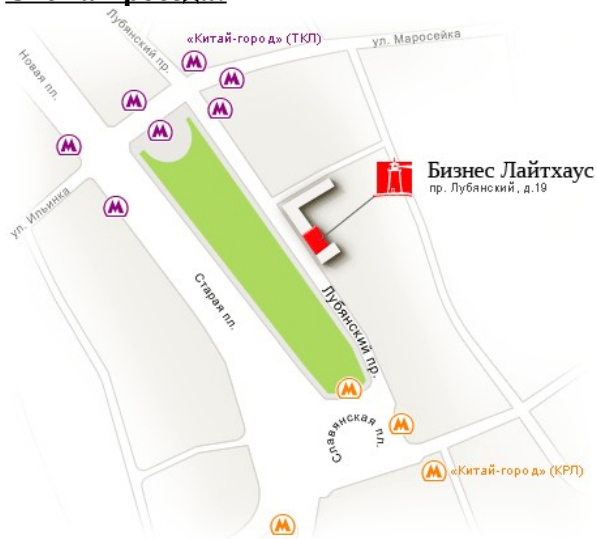 Лубянский пр.
«Китай-город» (ТКЛ)
ул. Маросейка
Новая пл.
Бизнес Лайтхаус
пр. Лубянский, д.19
ул. Ильинка
Старая пл.
Лубянский пр.
Славянская пл.
«Китай-город» (КРЛ)